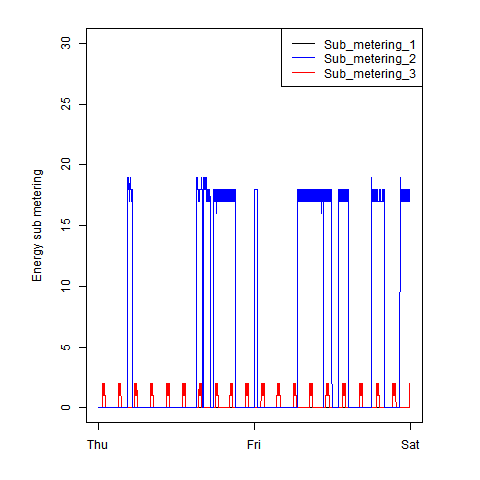 Sub_metering_1
Sub_metering_2
Sub_metering_3
30
25
20
15
10
5
0
Energy sub metering
Thu Fri Sat